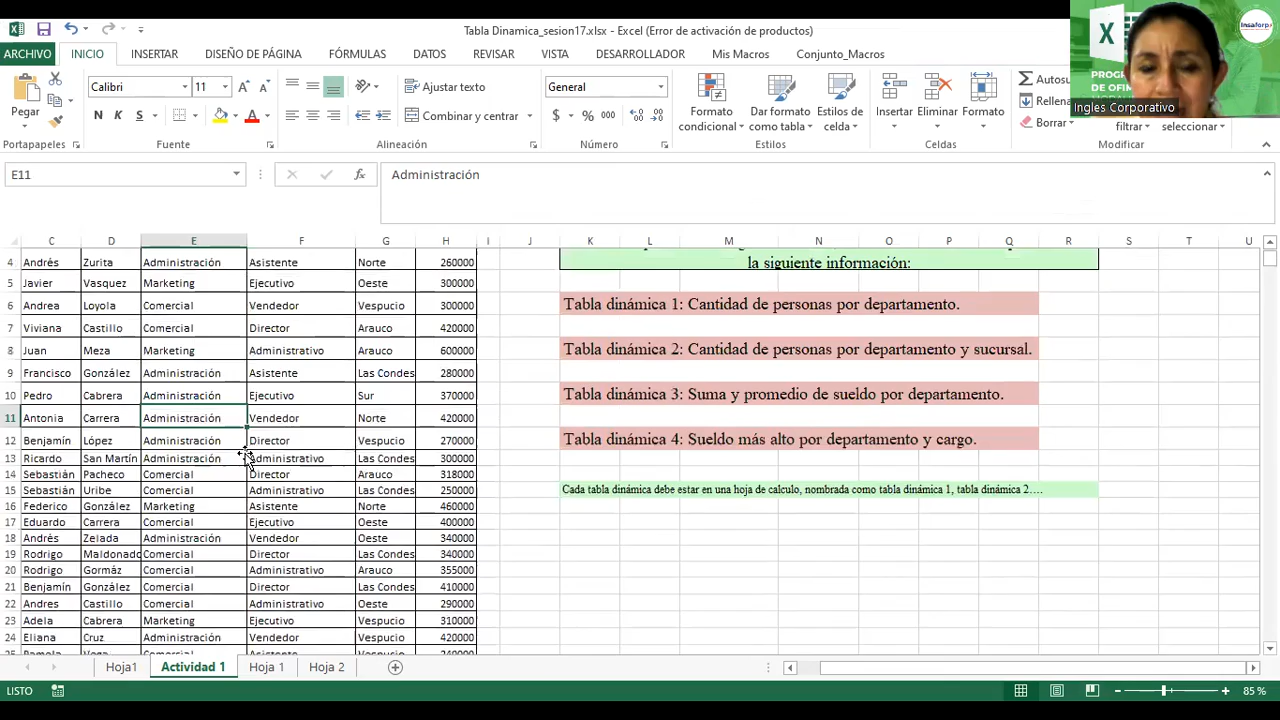 Tabla Dinamica_sesion17.xlsx - Excel (Error de activación de productos)
ARCHIVO INICIO INSERTAR DISEÑO DE PÁGINA FÓRMULAS DATOS REVISAR VISTA DESARROLLADOR Mis Macros Conjunto_Macros
Insaforp
PROG
DE OFIM
Ingles Corporativo
Pegar
Calibri 11
N K S
Ajustar texto
Combinar y centrar
General
$ % 000
Formato condicional
Dar formato como tabla
Estilos de celda
Insertar
Eliminar
Formato
Autosu
Rellena
Borrar
filtrar
seleccionar
Portapapeles Fuente Alineación Número Estilos Celdas Modificar
E11 fx Administración
C D E F G H I J K L M N O P Q R S T U
4 Andrés Zurita Administración Asistente Norte 260000
5 Javier Vasquez Marketing Ejecutivo Oeste 300000
6 Andrea Loyola Comercial Vendedor Vespucio 300000
7 Viviana Castillo Comercial Director Arauco 420000
8 Juan Meza Marketing Administrativo Arauco 600000
9 Francisco González Administración Asistente Las Condes 280000
10 Pedro Cabrera Administración Ejecutivo Sur 370000
11 Antonia Carrera Administración Vendedor Norte 420000
12 Benjamín López Administración Director Vespucio 270000
13 Ricardo San Martín Administración Administrativo Las Condes 300000
14 Sebastián Pacheco Comercial Director Arauco 318000
15 Sebastián Uribe Comercial Administrativo Las Condes 250000
16 Federico González Marketing Asistente Norte 460000
17 Eduardo Carrera Comercial Ejecutivo Oeste 400000
18 Andrés Zelada Administración Vendedor Oeste 340000
19 Rodrigo Maldonado Comercial Director Las Condes 340000
20 Rodrigo Gormáz Comercial Administrativo Arauco 355000
21 Benjamín González Comercial Director Las Condes 410000
22 Andres Castillo Comercial Administrativo Oeste 290000
23 Adela Cabrera Marketing Ejecutivo Vespucio 310000
24 Eliana Cruz Administración Vendedor Vespucio 420000
la siguiente información:
Tabla dinámica 1: Cantidad de personas por departamento.
Tabla dinámica 2: Cantidad de personas por departamento y sucursal.
Tabla dinámica 3: Suma y promedio de sueldo por departamento.
Tabla dinámica 4: Sueldo más alto por departamento y cargo.
Cada tabla dinámica debe estar en una hoja de calculo, nombrada como tabla dinámica 1, tabla dinámica 2….
Hoja1 Actividad 1 Hoja 1 Hoja 2
LISTO 85 %